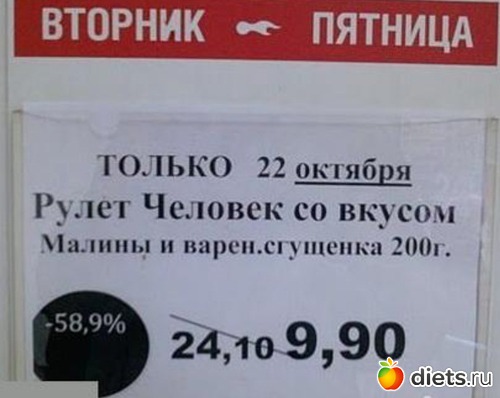 ВТОРНИК ПЯТНИЦА
ТОЛЬКО 22 октября
Рулет Человек со вкусом
Малины и варен.сгущенка 200г.
-58,9%
24,10 9,90
diets.ru